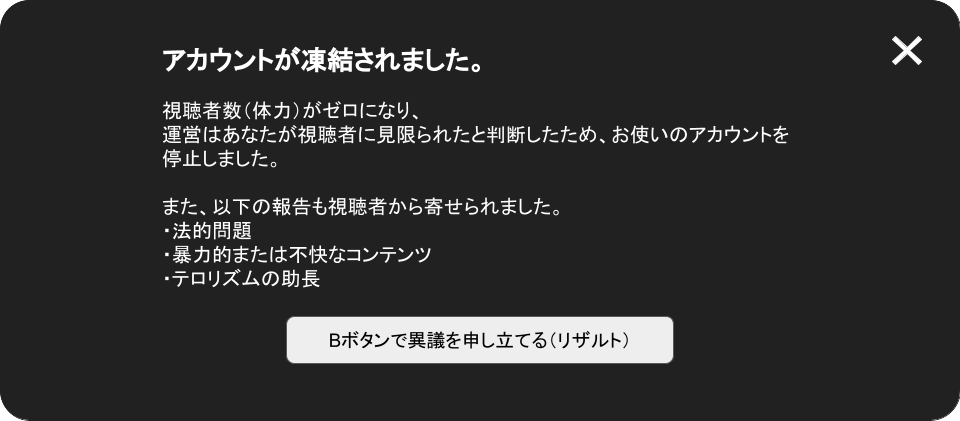 アカウントが凍結されました。
視聴者数（体力）がゼロになり、
運営はあなたが視聴者に見限られたと判断したため、お使いのアカウントを
停止しました。
また、以下の報告も視聴者から寄せられました。
・法的問題
・暴力的または不快なコンテンツ
・テロリズムの助長
Bボタンで異議を申し立てる（リザルト）